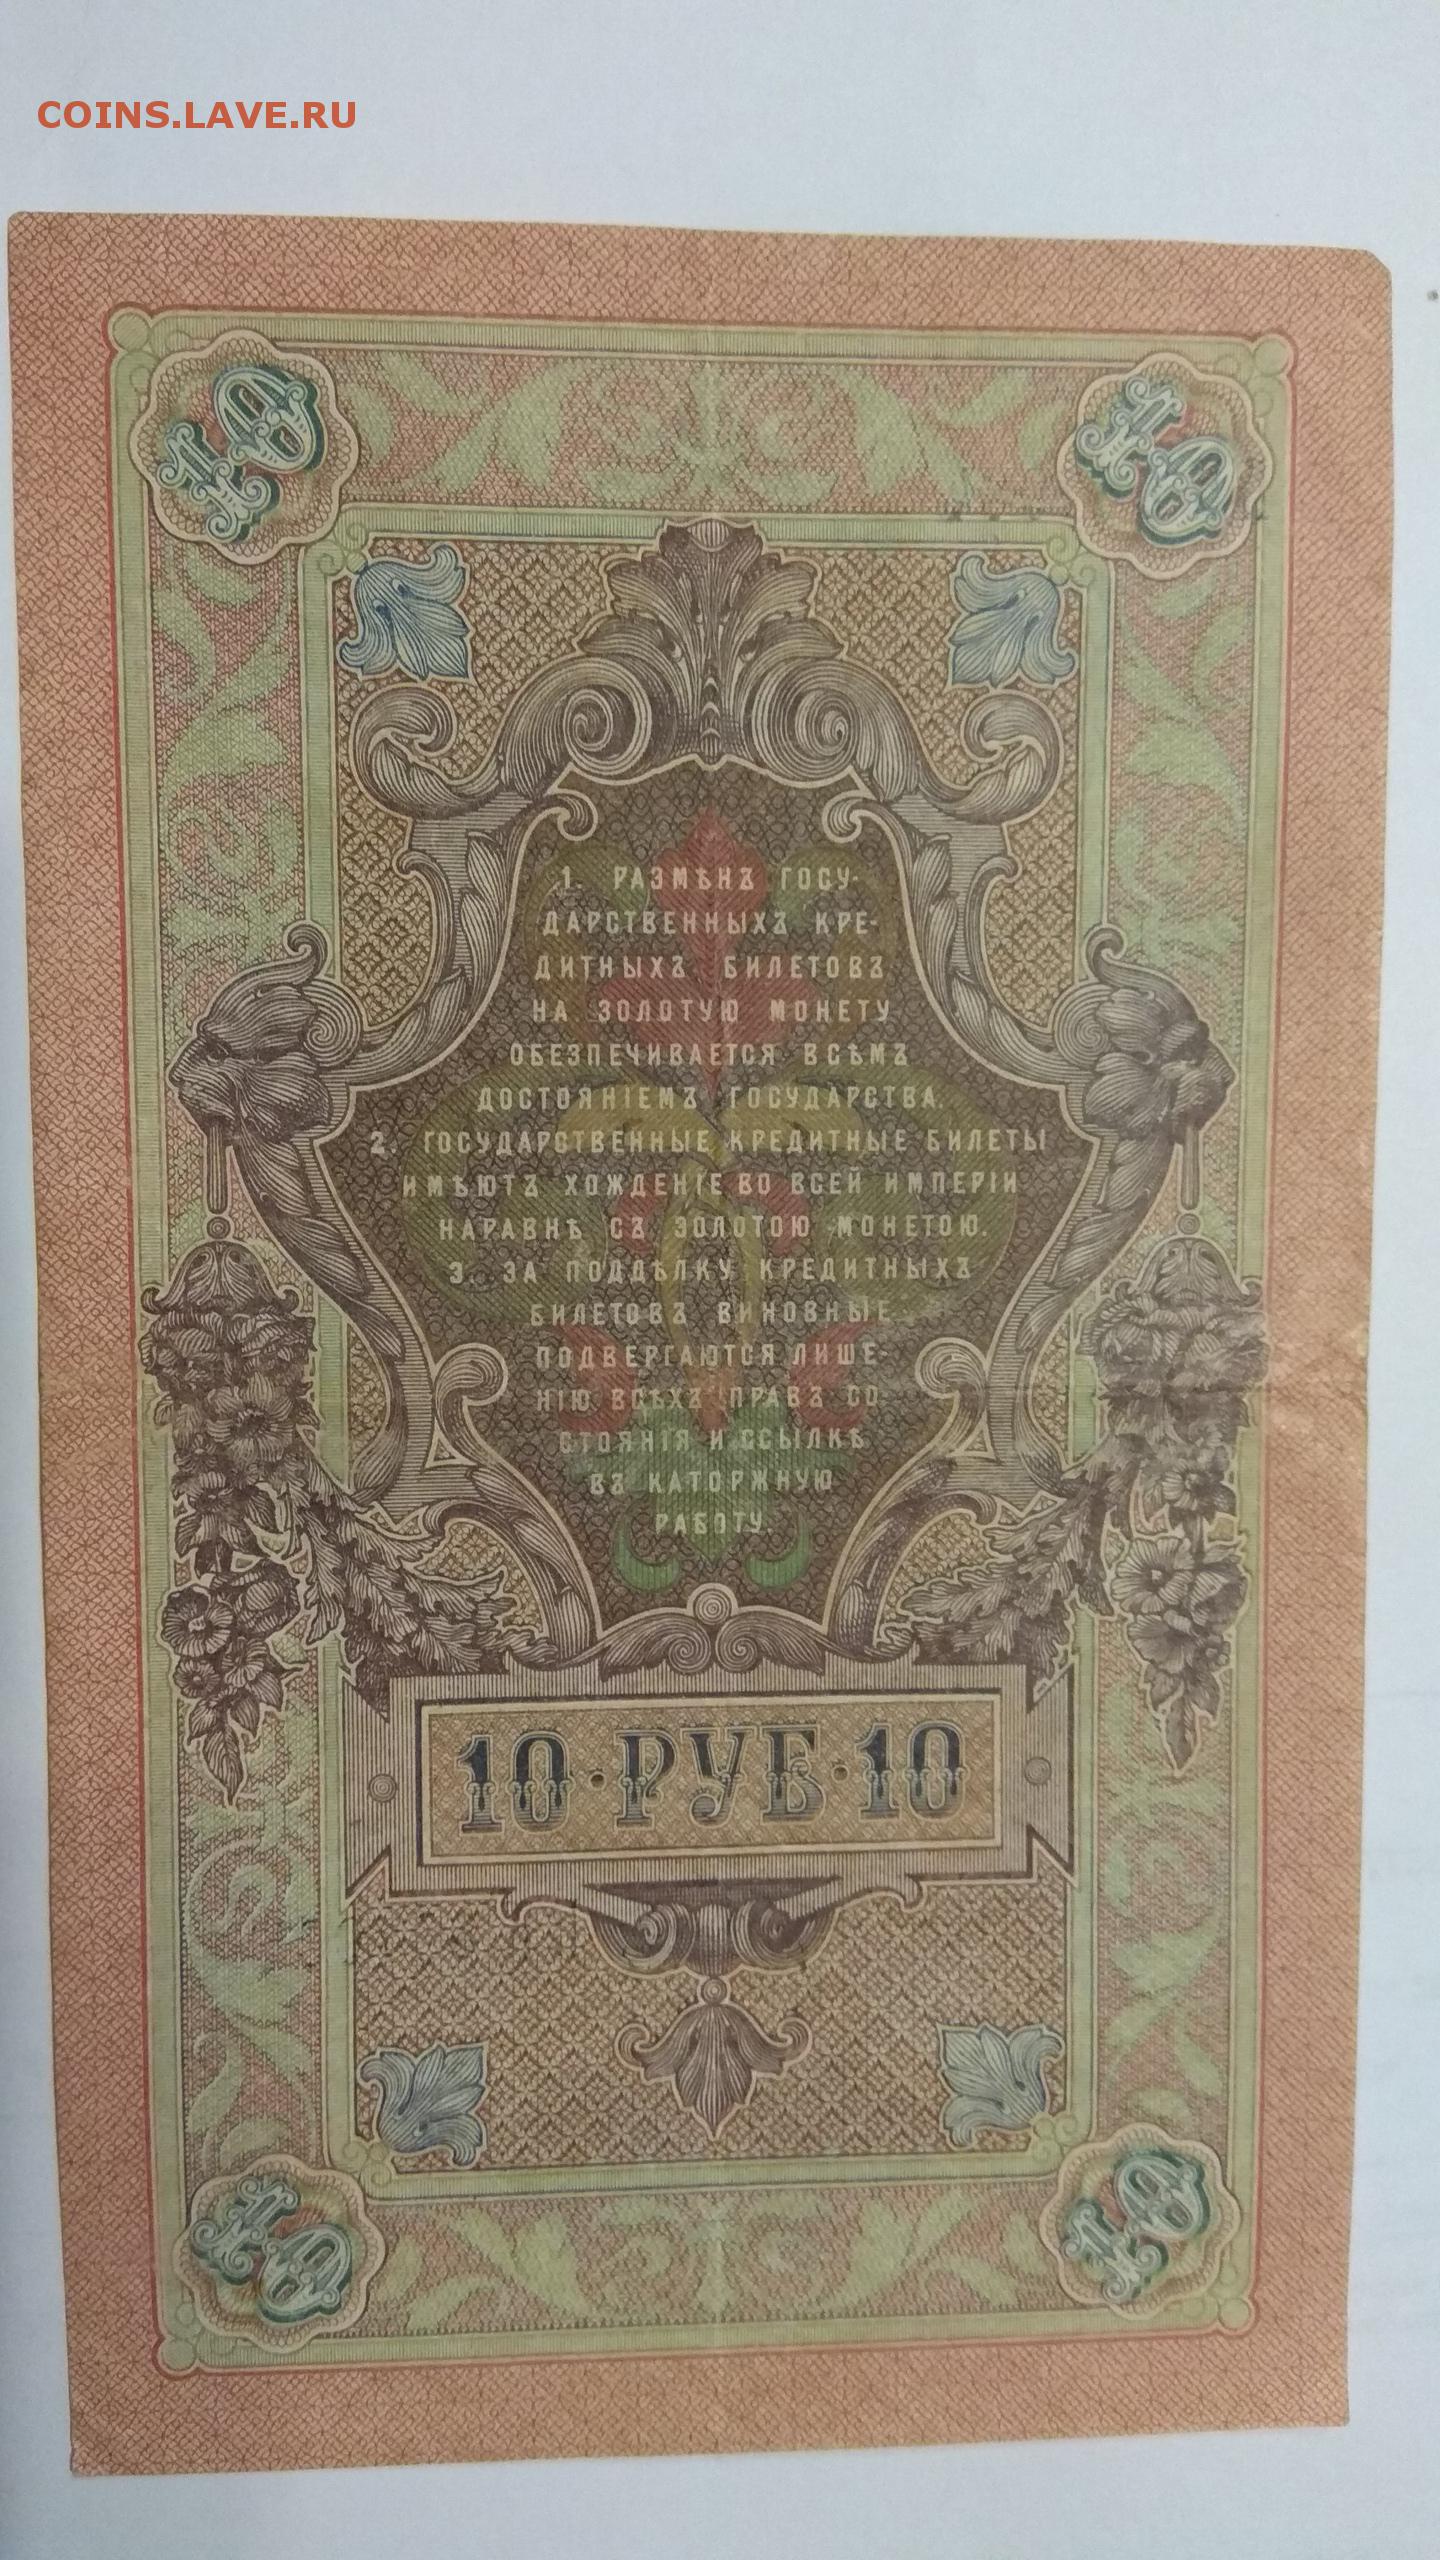 COINS.LAVE.RU
10 10
1. РАЗМѢНЪ ГОСУ-
ДАРСТВЕННЫХЪ КРЕ-
ДИТНЫХЪ БИЛЕТОВЪ
НА ЗОЛОТУЮ МОНЕТУ
ОБЕЗПЕЧИВАЕТСЯ ВСѢМЪ
ДОСТОЯНІЕМЪ ГОСУДАРСТВА.
2. ГОСУДАРСТВЕННЫЕ КРЕДИТНЫЕ БИЛЕТЫ
ИМѢЮТЪ ХОЖДЕНІЕ ВО ВСЕЙ ИМПЕРІИ
НАРАВНѢ СЪ ЗОЛОТОЮ МОНЕТОЮ.
3. ЗА ПОДДѢЛКУ КРЕДИТНЫХЪ
БИЛЕТОВЪ ВИНОВНЫЕ
ПОДВЕРГАЮТСЯ ЛИШЕ-
НІЮ ВСѢХЪ ПРАВЪ СО-
СТОЯНІЯ И ССЫЛКѢ
ВЪ КАТОРЖНУЮ
РАБОТУ.
10·РУБ·10
10 10